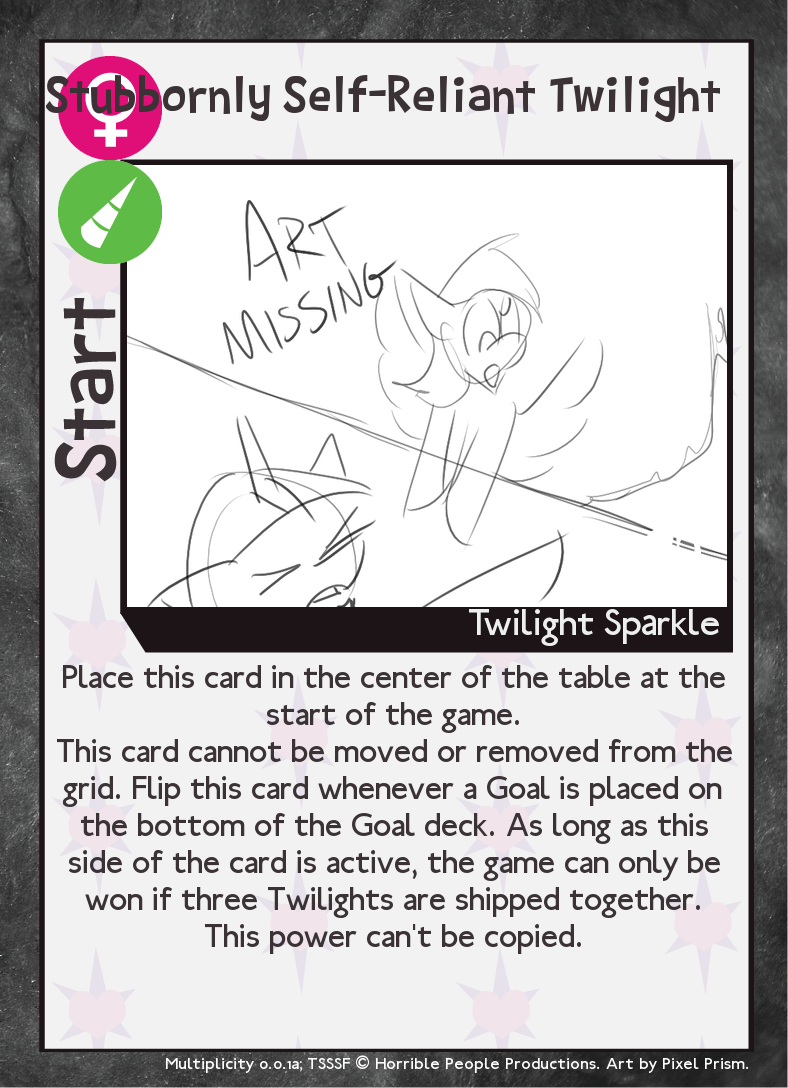 Stubbornly Self-Reliant Twilight
ART
MISSING
Start
Twilight Sparkle
Place this card in the center of the table at the
start of the game.
This card cannot be moved or removed from the
grid. Flip this card whenever a Goal is placed on
the bottom of the Goal deck. As long as this
side of the card is active, the game can only be
won if three Twilights are shipped together.
This power can't be copied.
Multiplicity 0.0.1a; TSSSF © Horrible People Productions. Art by Pixel Prism.